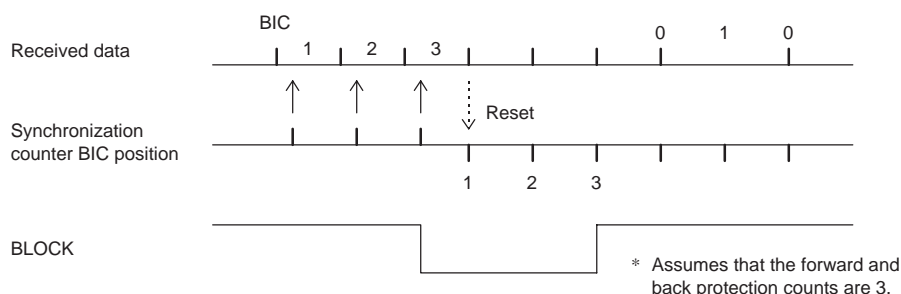 BIC
Received data
1 2 3 0 1 0
Reset
Synchronization
counter BIC position
1 2 3
BLOCK
* Assumes that the forward and
back protection counts are 3.